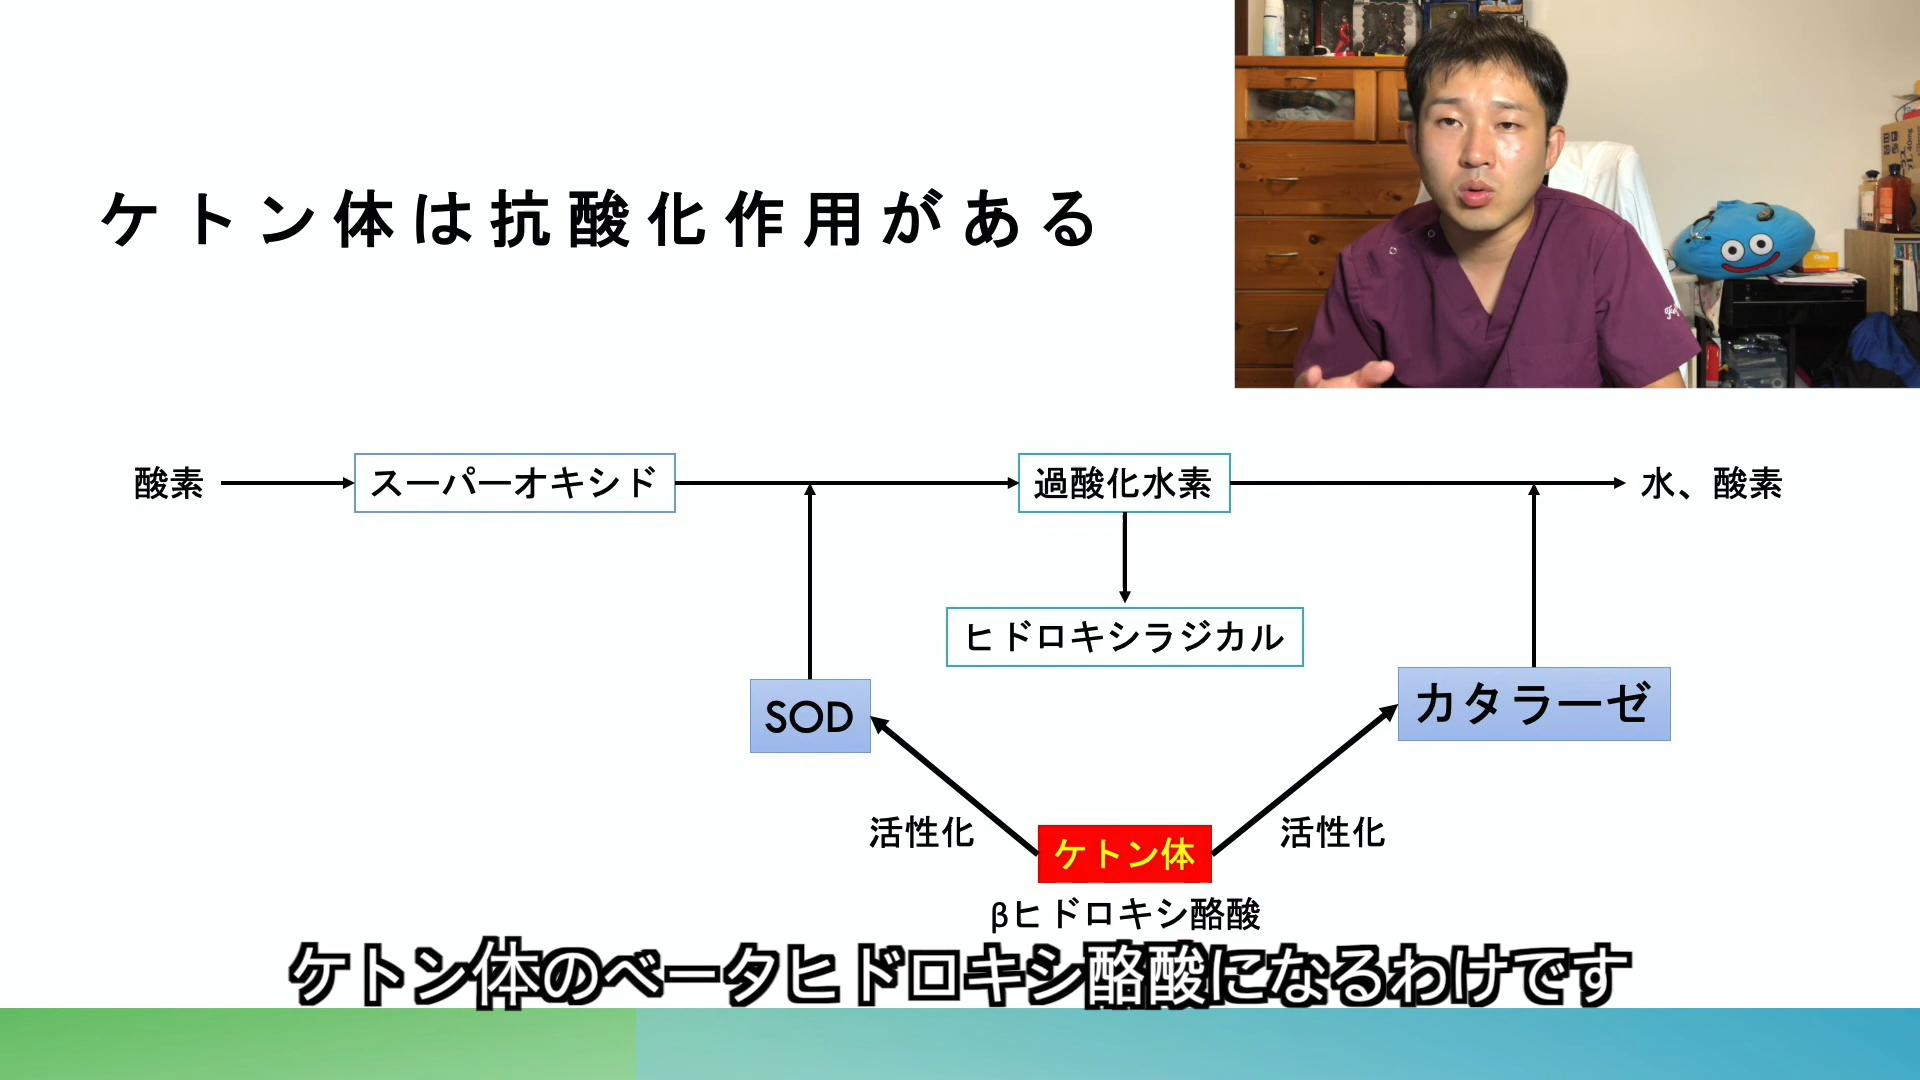 ケトン体は抗酸化作用がある
酸素
スーパーオキシド
過酸化水素
水、酸素
ヒドロキシラジカル
SOD
カタラーゼ
活性化
ケトン体
活性化
βヒドロキシ酪酸
ケトン体のベータヒドロキシ酪酸になるわけです